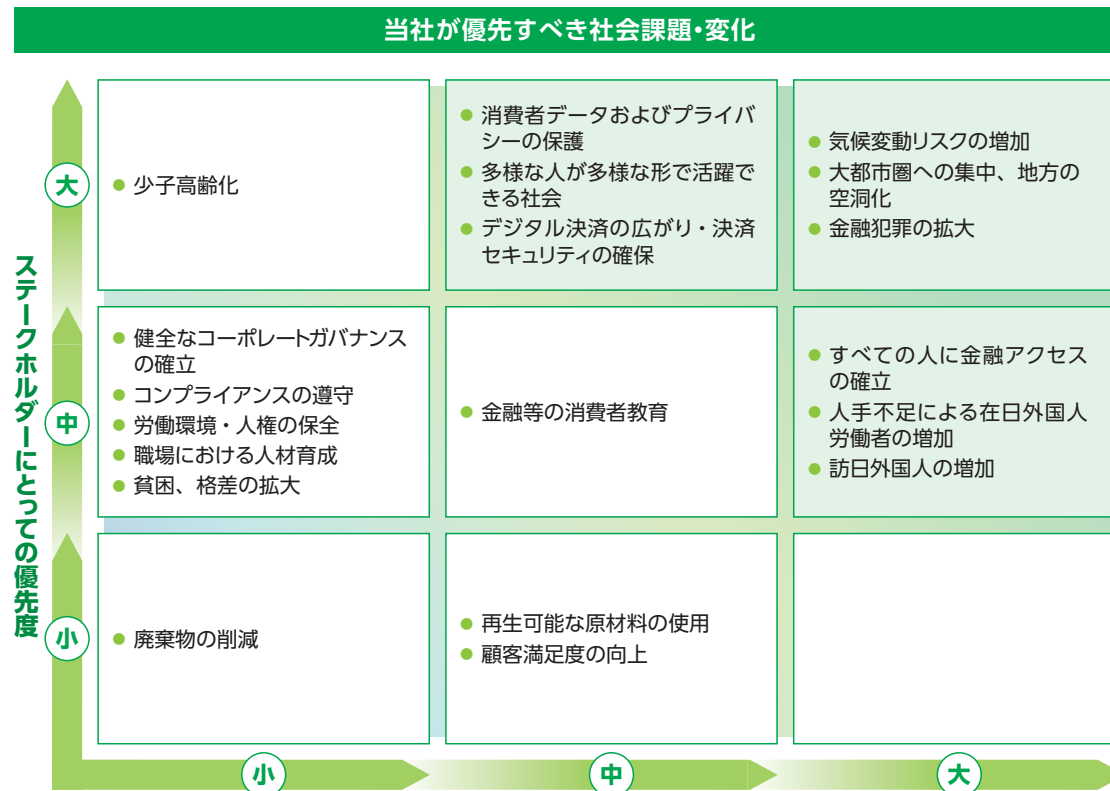 当社が優先すべき社会課題・変化
ステークホルダーにとっての優先度
大
● 少子高齢化
● 消費者データおよびプライバ
シーの保護
● 多様な人が多様な形で活躍で
きる社会
● デジタル決済の広がり・決済
セキュリティの確保
● 気候変動リスクの増加
● 大都市圏への集中、地方の
空洞化
● 金融犯罪の拡大
中
● 健全なコーポレートガバナンス
の確立
● コンプライアンスの遵守
● 労働環境・人権の保全
● 職場における人材育成
● 貧困、格差の拡大
● 金融等の消費者教育
● すべての人に金融アクセス
の確立
● 人手不足による在日外国人
労働者の増加
● 訪日外国人の増加
小
● 廃棄物の削減
● 再生可能な原材料の使用
● 顧客満足度の向上
小
中
大